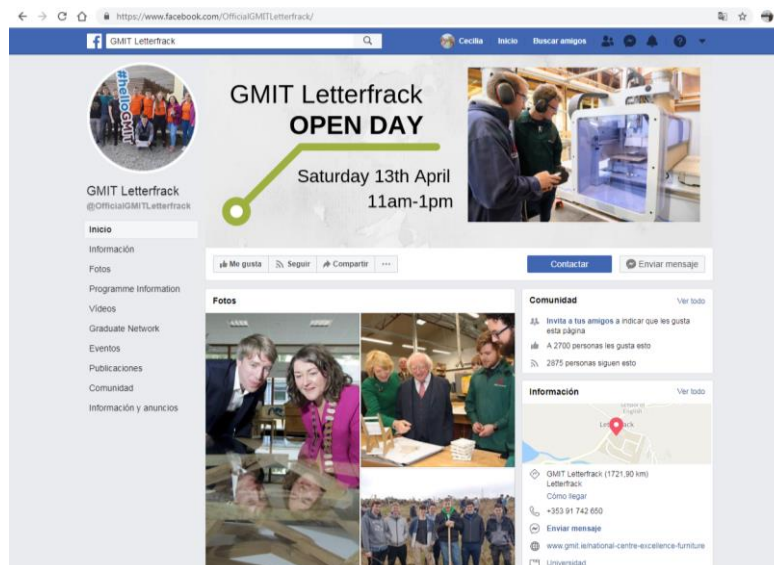 https://www.facebook.com/OfficialGMITLetterfrack/
GMIT Letterfrack
Cecilia Inicio Buscar amigos
#helloGMIT
GMIT Letterfrack
OPEN DAY
Saturday 13th April
11am-1pm
GMIT Letterfrack
@OfficialGMITLetterfrack
Inicio
Información
Fotos
Programme Information
Vídeos
Graduate Network
Eventos
Publicaciones
Comunidad
Información y anuncios
Me gusta Seguir Compartir ···
Contactar Enviar mensaje
Fotos
Comunidad Ver todo
Invita a tus amigos a indicar que les gusta
esta página
A 2700 personas les gusta esto
2875 personas siguen esto
Información Ver todo
GMIT Letterfrack (1721,90 km)
Letterfrack
Cómo llegar
+353 91 742 650
Enviar mensaje
www.gmit.ie/national-centre-excellence-furniture
Universidad